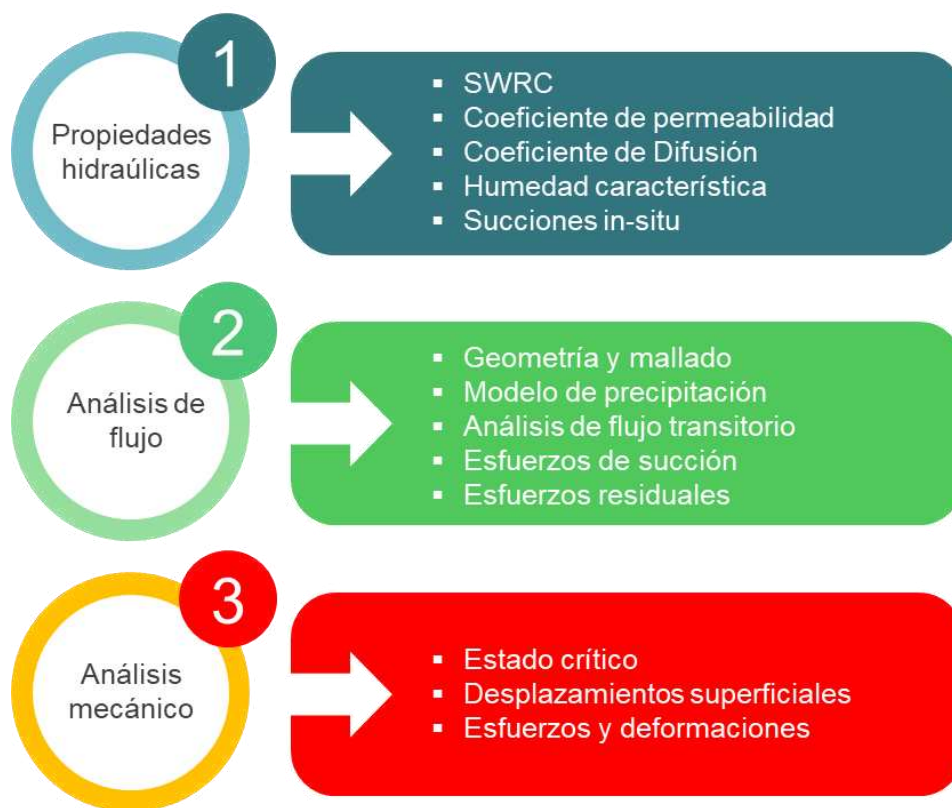 1
Propiedades
hidraúlicas
▪ SWRC
▪ Coeficiente de permeabilidad
▪ Coeficiente de Difusión
▪ Humedad característica
▪ Succiones in-situ
2
Análisis de
flujo
▪ Geometría y mallado
▪ Modelo de precipitación
▪ Análisis de flujo transitorio
▪ Esfuerzos de succión
▪ Esfuerzos residuales
3
Análisis
mecánico
▪ Estado crítico
▪ Desplazamientos superficiales
▪ Esfuerzos y deformaciones